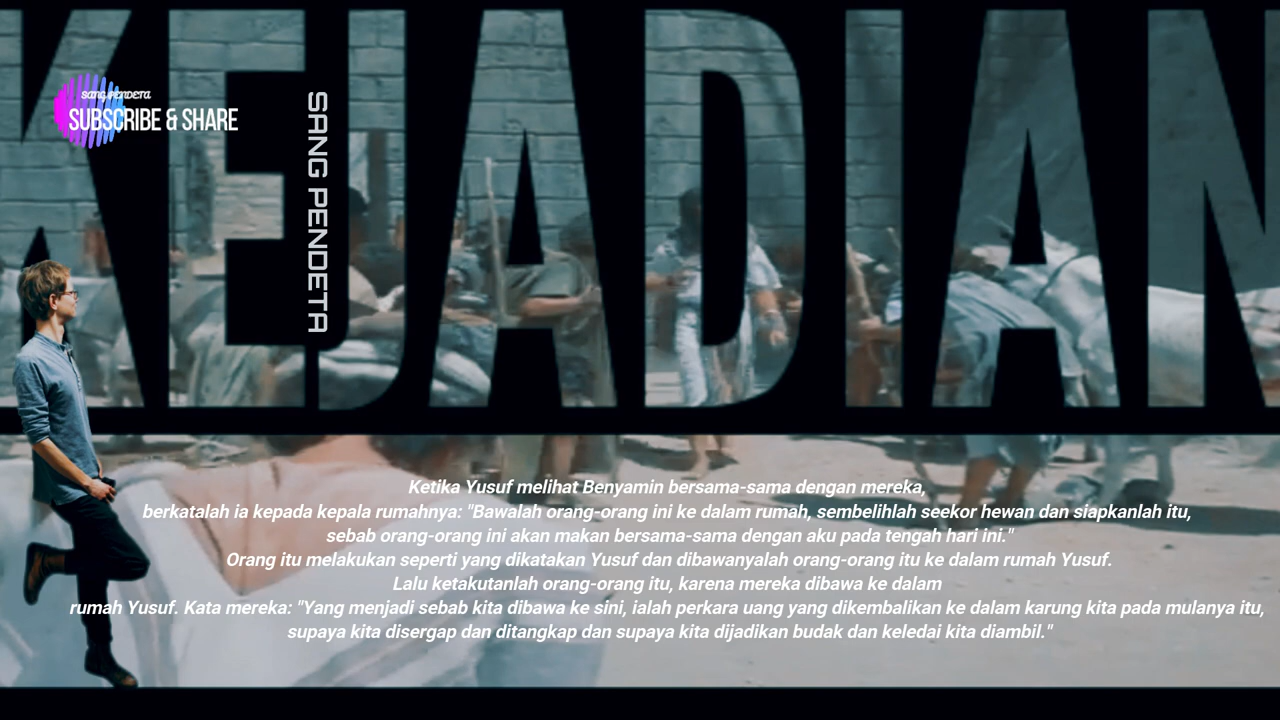 KEJADIAN
sang pendeta
SUBSCRIBE & SHARE
SANG PENDETA
Ketika Yusuf melihat Benyamin bersama-sama dengan mereka,
berkatalah ia kepada kepala rumahnya: "Bawalah orang-orang ini ke dalam rumah, sembelihlah seekor hewan dan siapkanlah itu,
sebab orang-orang ini akan makan bersama-sama dengan aku pada tengah hari ini."
Orang itu melakukan seperti yang dikatakan Yusuf dan dibawanyalah orang-orang itu ke dalam rumah Yusuf.
Lalu ketakutanlah orang-orang itu, karena mereka dibawa ke dalam
rumah Yusuf. Kata mereka: "Yang menjadi sebab kita dibawa ke sini, ialah perkara uang yang dikembalikan ke dalam karung kita pada mulanya itu,
supaya kita disergap dan ditangkap dan supaya kita dijadikan budak dan keledai kita diambil."